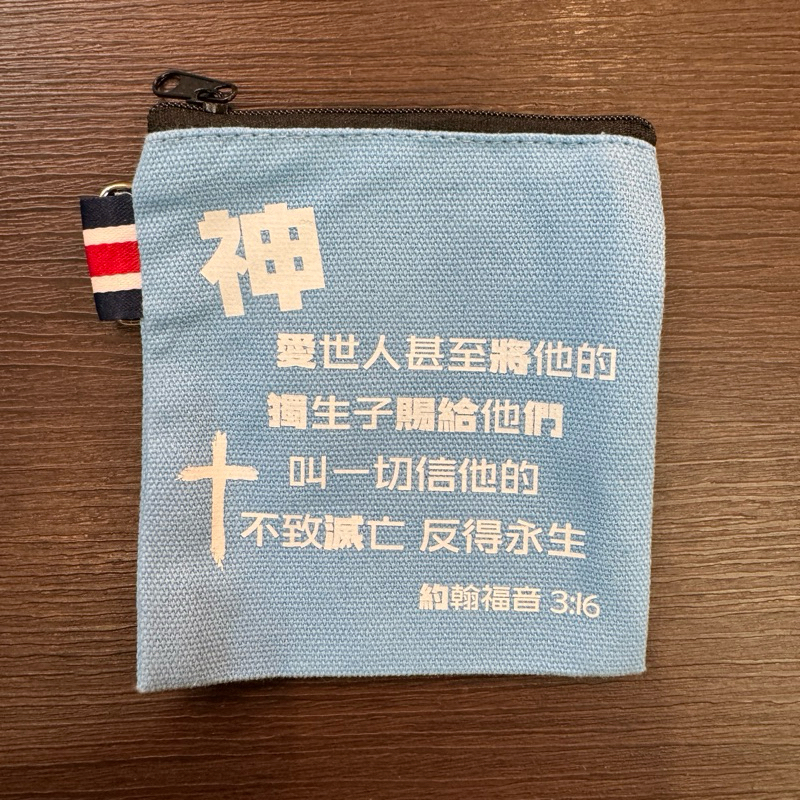 神
愛世人甚至將他的
獨生子賜給他們
叫一切信他的
不致滅亡 反得永生
約翰福音 3:16